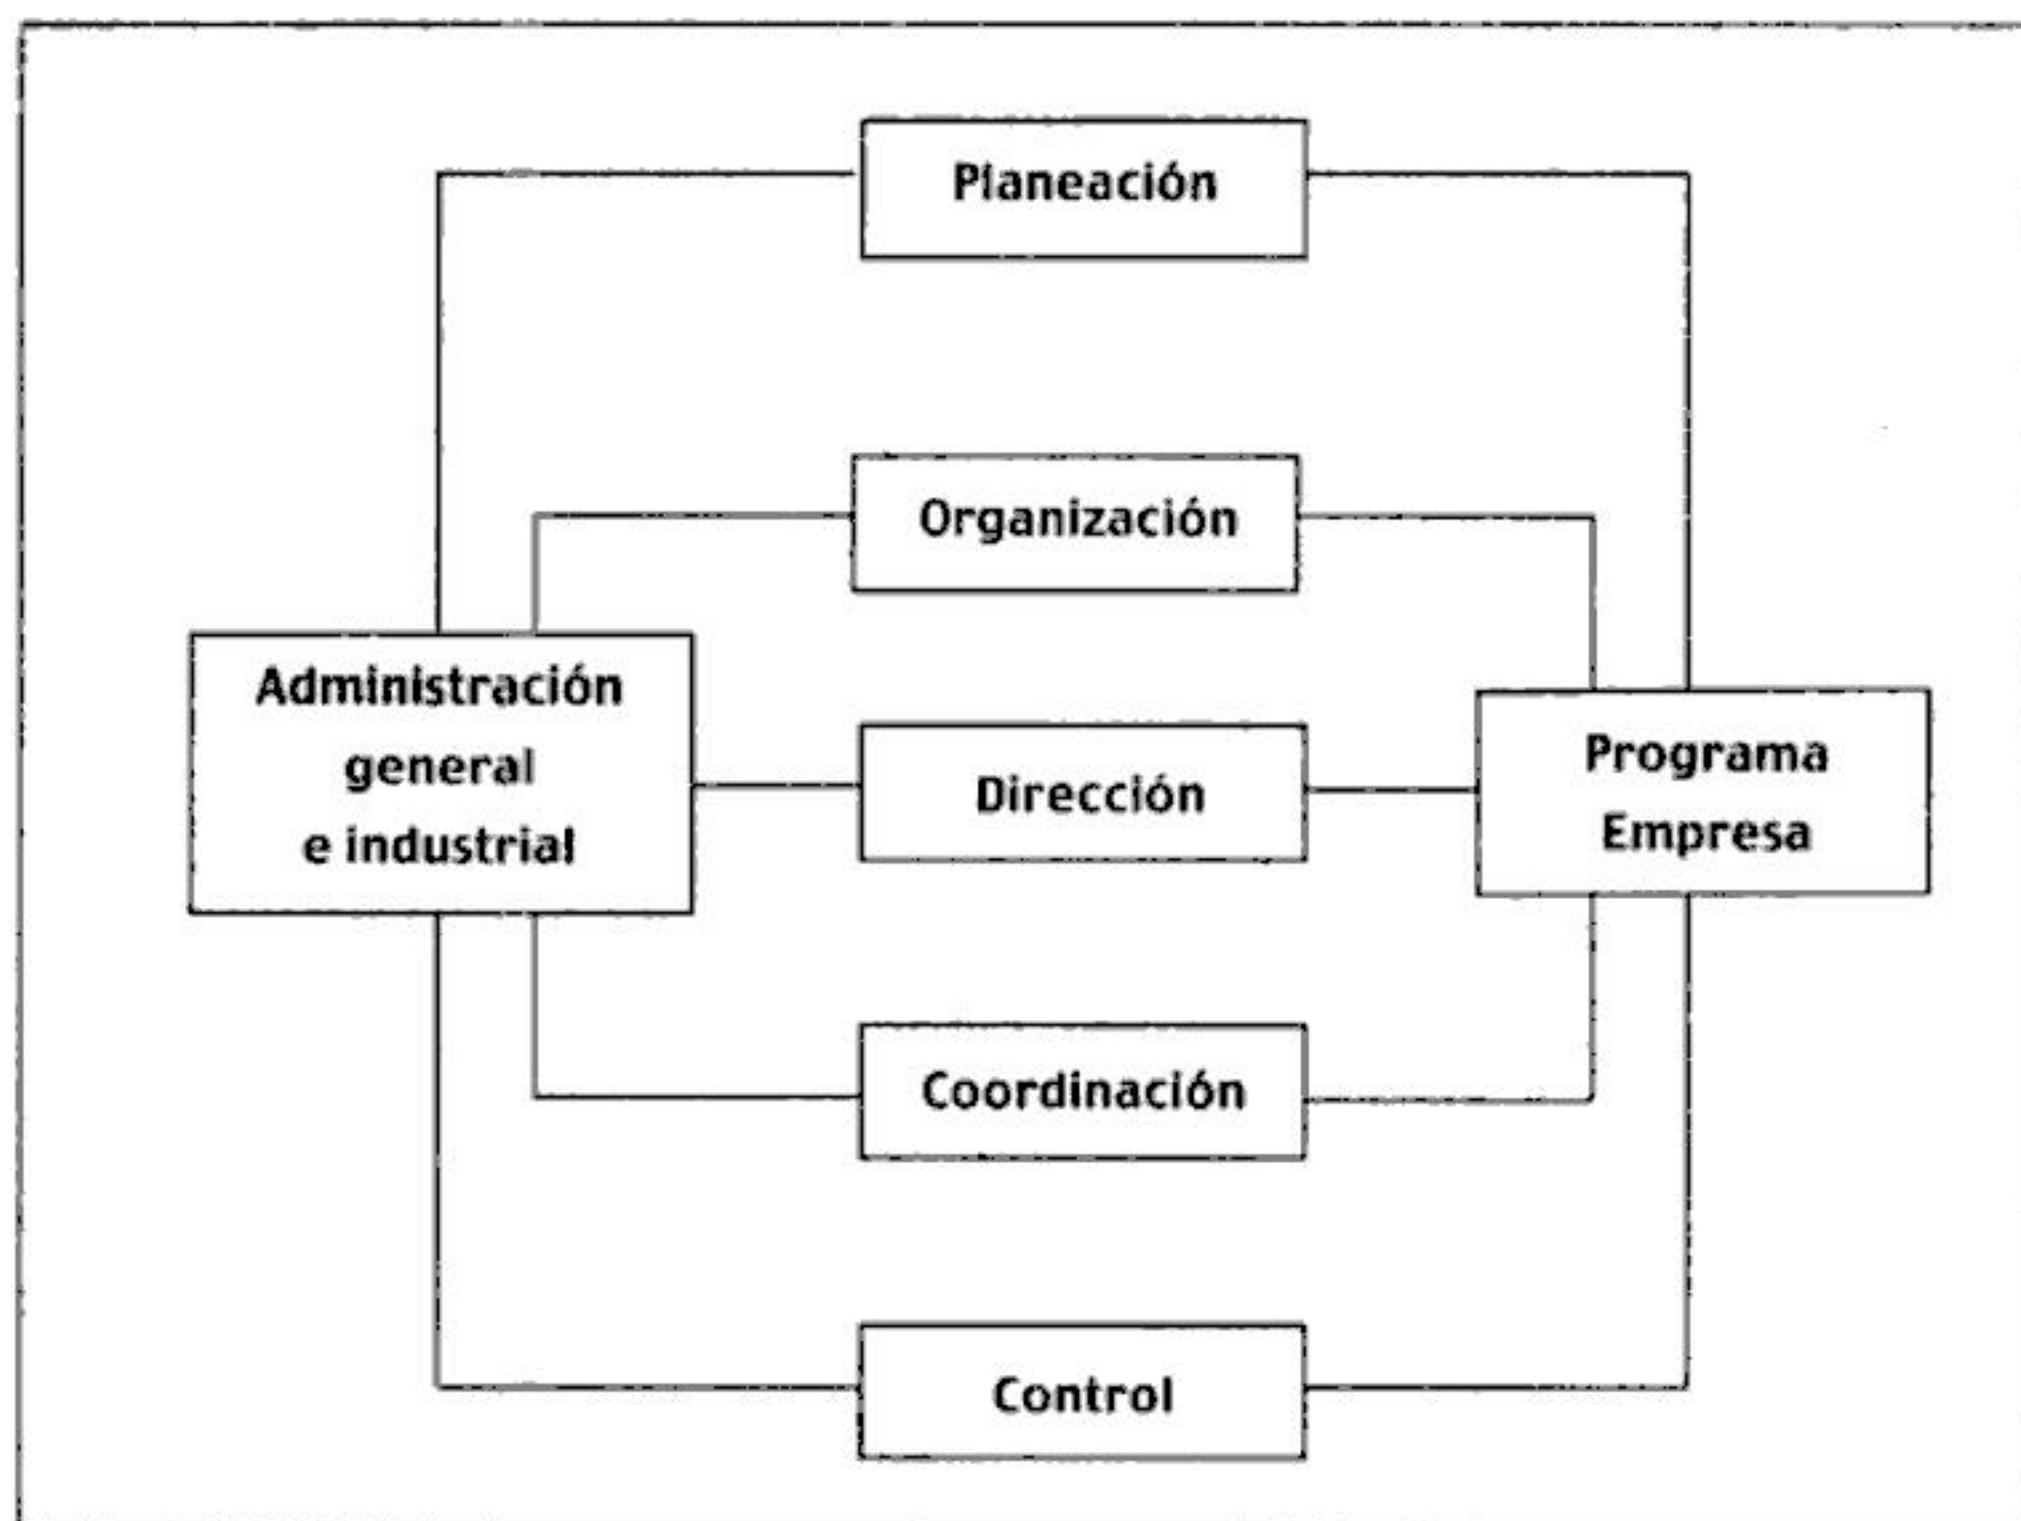 Planeación
Organización
Administración
general
e industrial
Dirección
Programa
Empresa
Coordinación
Control